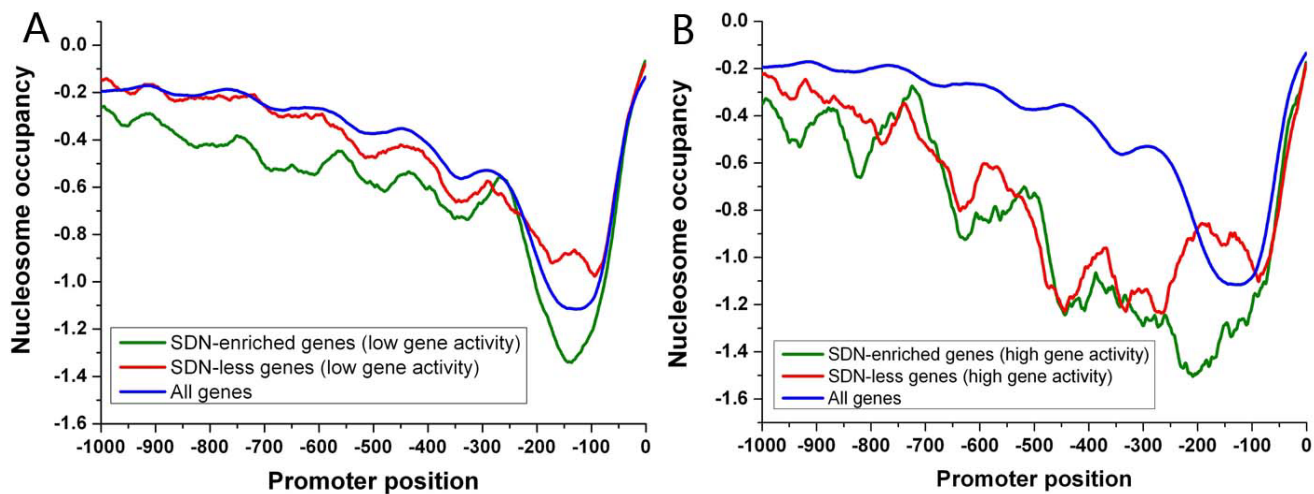 A
Nucleosome occupancy
0.0
-0.2
-0.4
-0.6
-0.8
-1.0
-1.2
-1.4
-1.6
SDN-enriched genes (low gene activity)
SDN-less genes (low gene activity)
All genes
-1000 -900 -800 -700 -600 -500 -400 -300 -200 -100 0
Promoter position
B
Nucleosome occupancy
0.0
-0.2
-0.4
-0.6
-0.8
-1.0
-1.2
-1.4
-1.6
SDN-enriched genes (high gene activity)
SDN-less genes (high gene activity)
All genes
-1000 -900 -800 -700 -600 -500 -400 -300 -200 -100 0
Promoter position